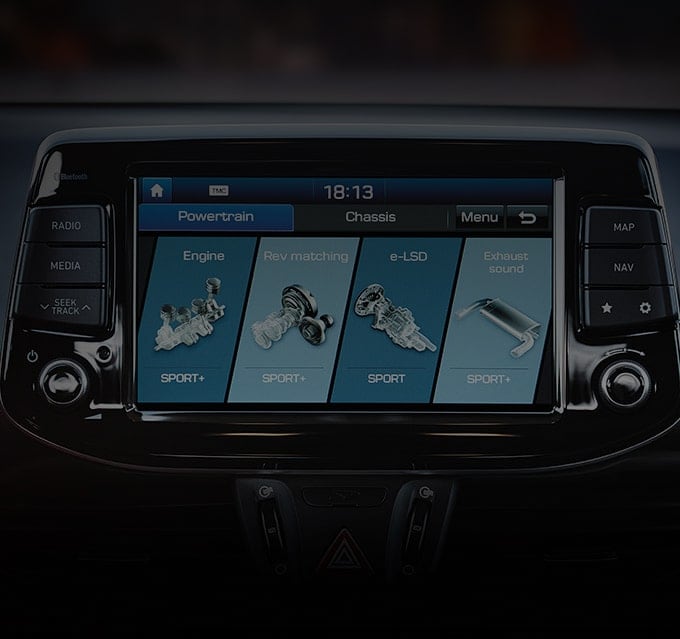 Bluetooth
TMC
18:13
Powertrain
Chassis
Menu
RADIO
MEDIA
SEEK
TRACK
MAP
NAV
Engine
Rev matching
e-LSD
Exhaust
sound
SPORT+
SPORT+
SPORT
SPORT+